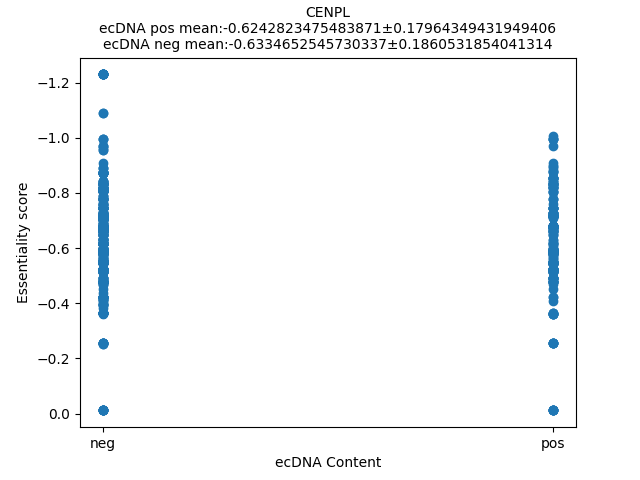 CENPL
ecDNA pos mean:-0.6242823475483871±0.17964349431949406
ecDNA neg mean:-0.6334652545730337±0.1860531854041314
−1.2
−1.0
−0.8
−0.6
−0.4
−0.2
0.0
Essentiality score
neg
pos
ecDNA Content